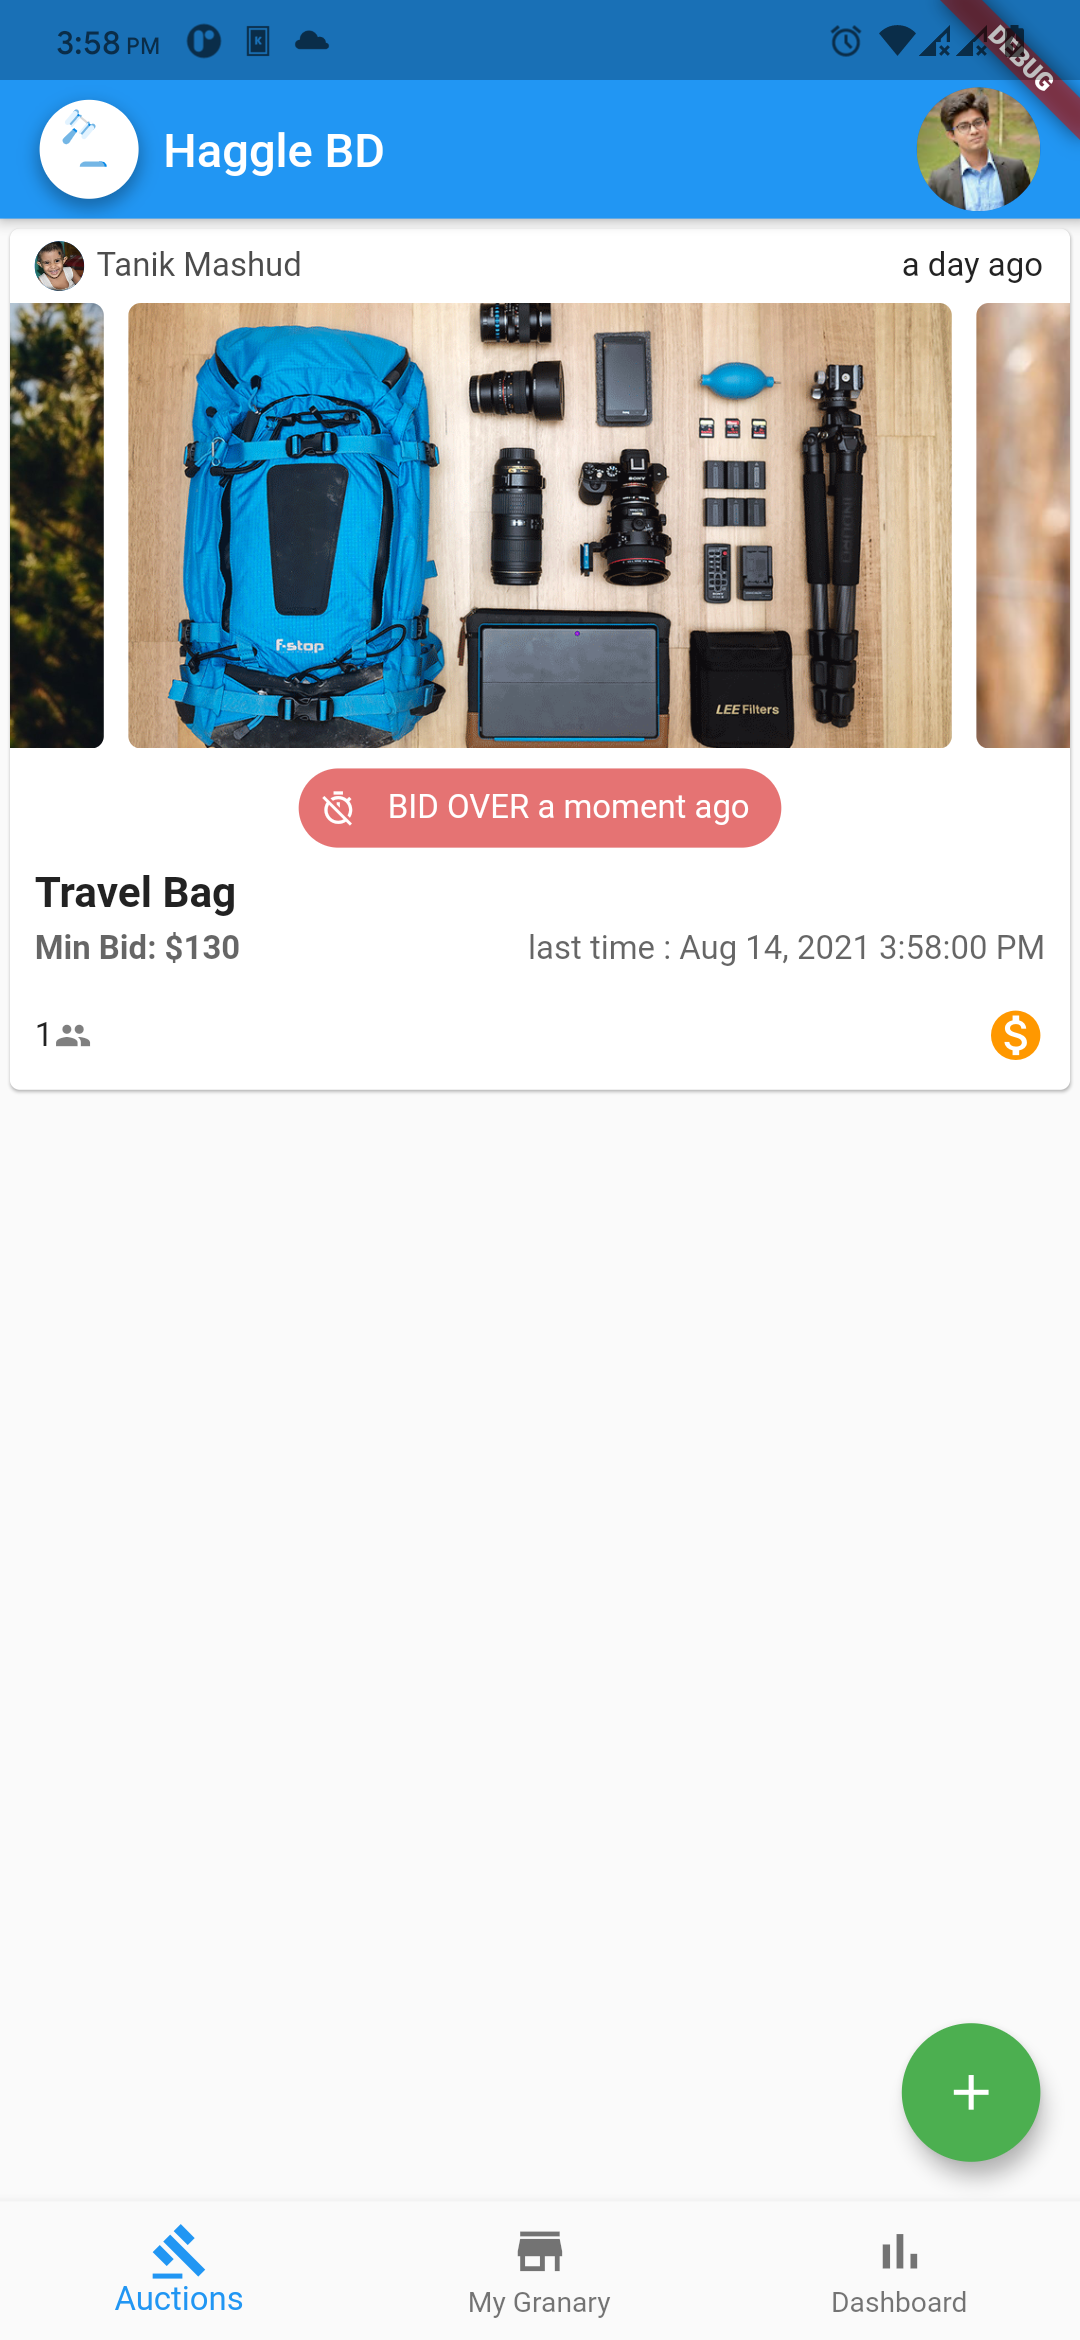 3:58 PM
DEBUG
Haggle BD
Tanik Mashud
a day ago
f-stop
SONY
LEE Filters
BID OVER a moment ago
Travel Bag
Min Bid: $130
last time : Aug 14, 2021 3:58:00 PM
1
Auctions
My Granary
Dashboard